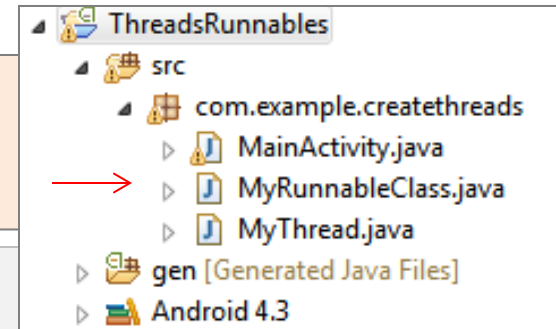 ThreadsRunnables
src
com.example.createthreads
MainActivity.java
MyRunnableClass.java
MyThread.java
gen [Generated Java Files]
Android 4.3